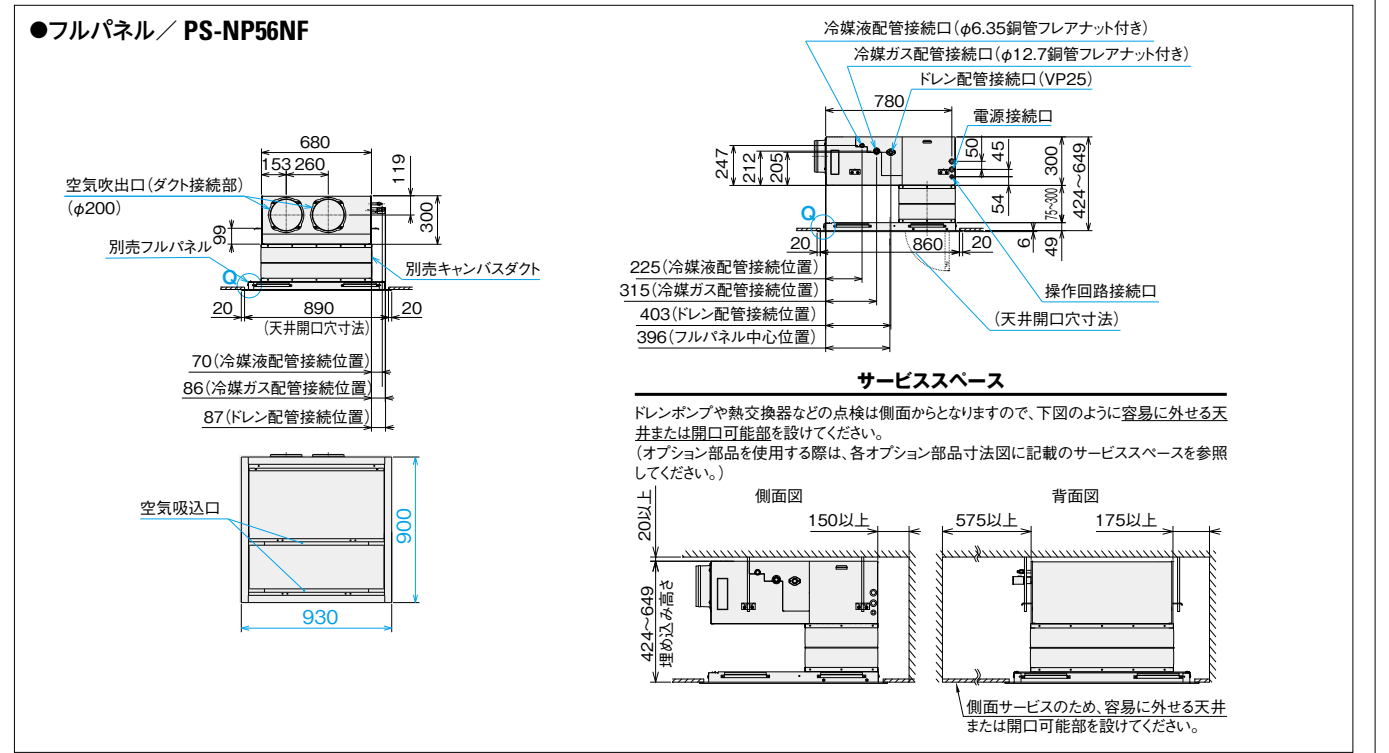 ●フルパネル／ PS-NP56NF
680
153 260
119
空気吹出口(ダクト接続部)
(φ200)
300
99
別売フルパネル
別売キャンバスダクト
Q
20 890 20
(天井開口穴寸法)
70(冷媒液配管接続位置)
86(冷媒ガス配管接続位置)
87(ドレン配管接続位置)
空気吸込口
900
930
冷媒液配管接続口(φ6.35銅管フレアナット付き)
冷媒ガス配管接続口(φ12.7銅管フレアナット付き)
ドレン配管接続口(VP25)
780
電源接続口
247
212
205
50
45
300
424~649
54
75~300
Q
20 860 20
6
49
225(冷媒液配管接続位置)
315(冷媒ガス配管接続位置)
403(ドレン配管接続位置)
396(フルパネル中心位置)
操作回路接続口
(天井開口穴寸法)
サービススペース
ドレンポンプや熱交換器などの点検は側面からとなりますので、下図のように容易に外せる天
井または開口可能部を設けてください。
(オプション部品を使用する際は、各オプション部品寸法図に記載のサービススペースを参照
してください。)
側面図
20以上
150以上
424~649
埋め込み高さ
背面図
575以上
175以上
側面サービスのため、容易に外せる天井
または開口可能部を設けてください。